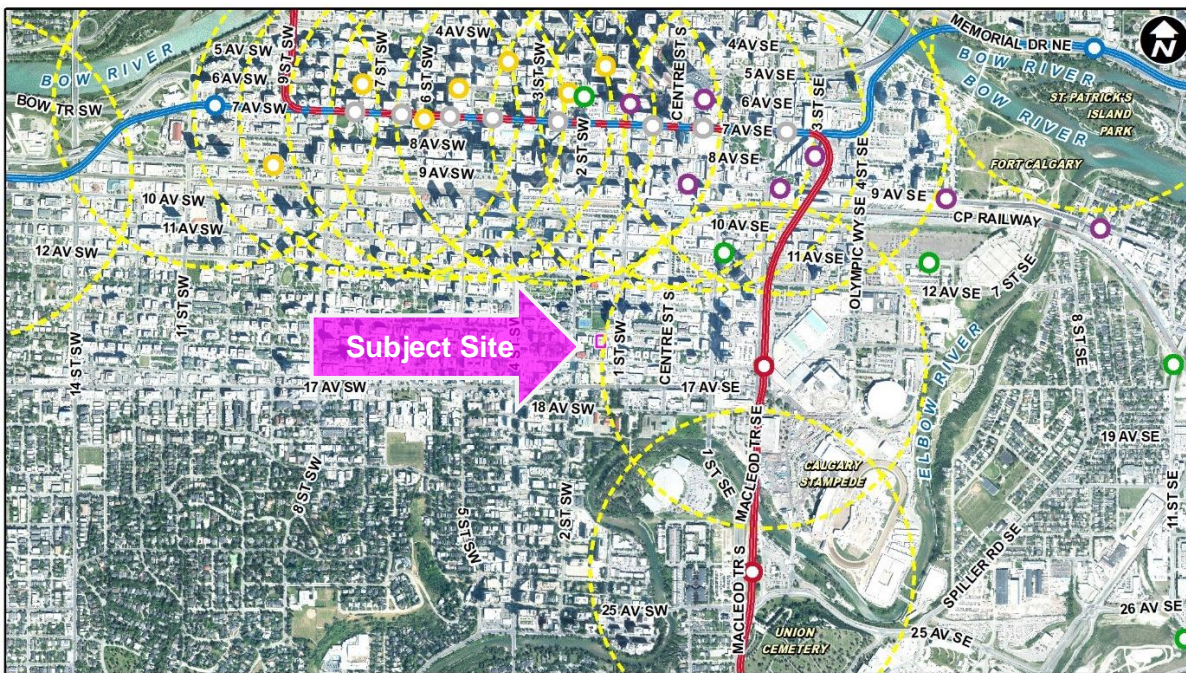 MEMORIAL DR NE
N
BOW RIVER
BOW RIVER
BOW RIVER
ST. PATRICK'S
ISLAND
PARK
FORT CALGARY
BOW TR SW
9 ST SW
7 ST SW
6 ST SW
3 ST SW
2 ST SW
CENTRE ST S
3 ST SE
4 AV SW
4 AV SE
5 AV SW
5 AV SE
6 AV SW
6 AV SE
7 AV SW
7 AV SE
8 AV SW
8 AV SE
9 AV SW
9 AV SE
CP RAILWAY
10 AV SW
10 AV SE
11 AV SW
11 AV SE
12 AV SW
12 AV SE
OLYMPIC WY SE
4 ST SE
7 ST SE
8 ST SE
ELBOW RIVER
14 ST SW
11 ST SW
Subject Site
1 ST SW
CENTRE ST S
17 AV SW
17 AV SE
18 AV SW
19 AV SE
MACLEOD TR SE
1 ST SE
CALGARY
STAMPEDE
8 ST SW
5 ST SW
2 ST SW
11 ST SE
SPILLER RD SE
MACLEOD TR S
25 AV SW
25 AV SE
26 AV SE
UNION
CEMETERY